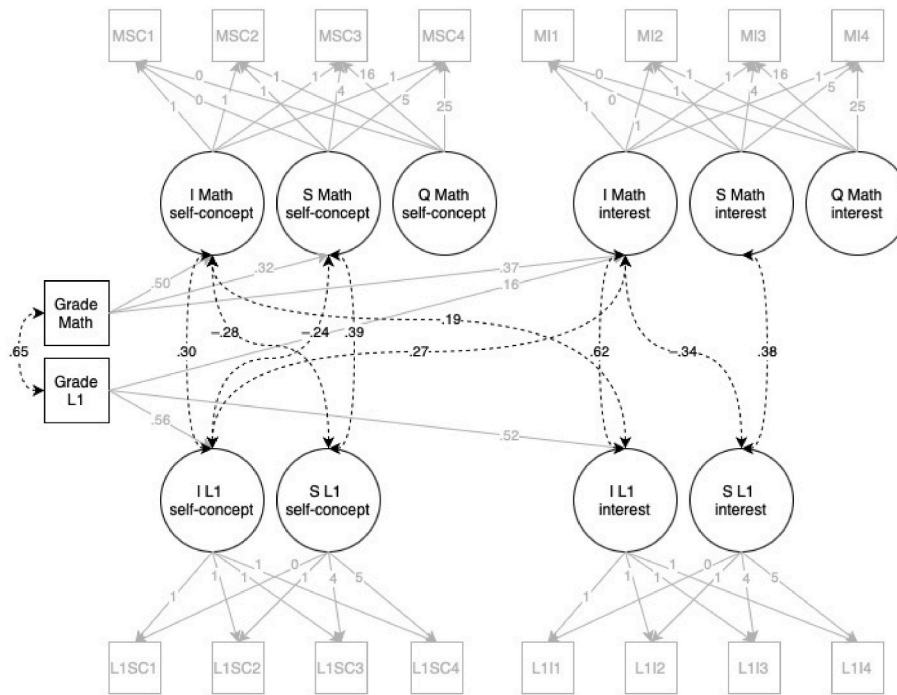 MSC1 MSC2 MSC3 MSC4 MI1 MI2 MI3 MI4
0 1 16 1 0 1 16 1
1 0 1 1 4 5 25 1 0 1 1 4 5 25
I Math S Math Q Math I Math S Math Q Math
self-concept self-concept self-concept interest interest interest
.50 .32 .37
.16
Grade
Math
.65 .30 –.28 –.24 .39 .27 .19 .62 –.34 .38
Grade
L1
.56 .52
I L1 S L1 I L1 S L1
self-concept self-concept interest interest
1 0 1 0
1 1 1 1 4 5 1 1 1 1 4 5
L1SC1 L1SC2 L1SC3 L1SC4 L1I1 L1I2 L1I3 L1I4